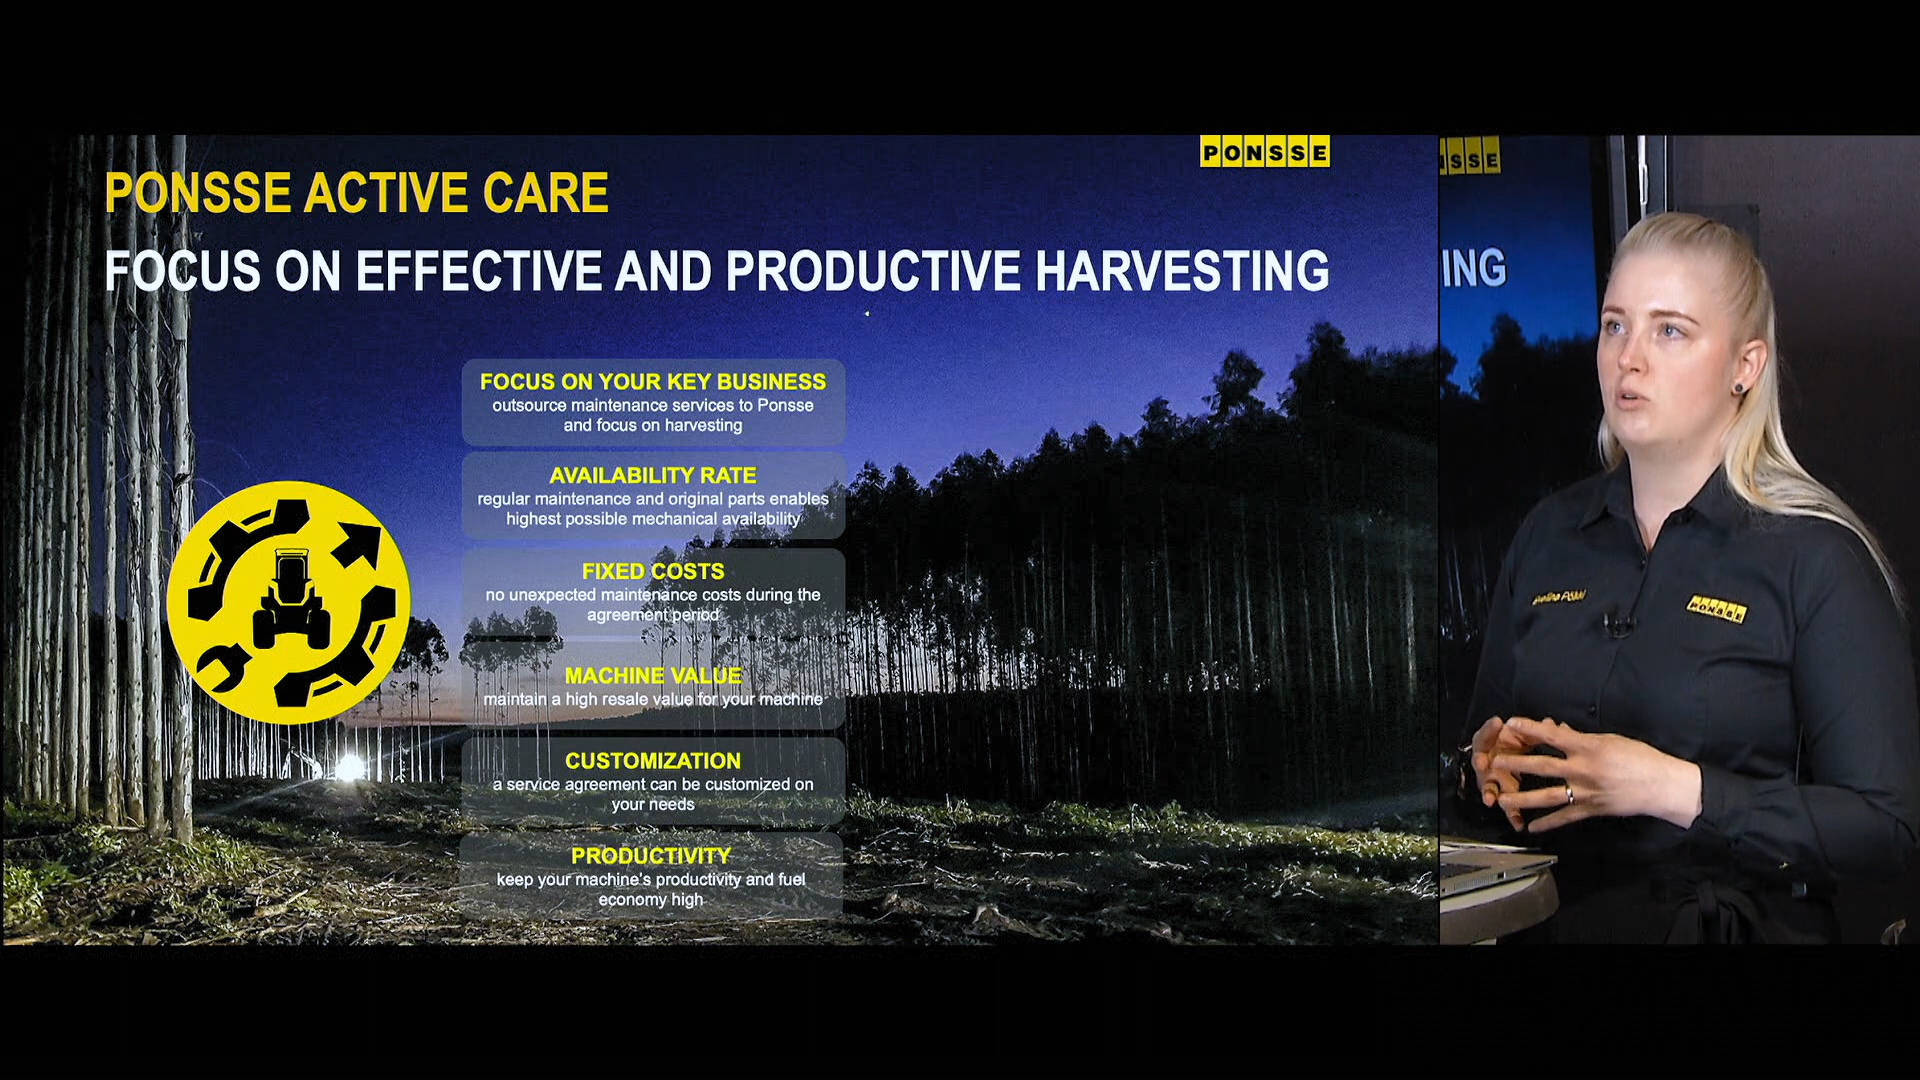 PONSSE
PONSSE ACTIVE CARE
FOCUS ON EFFECTIVE AND PRODUCTIVE HARVESTING
FOCUS ON YOUR KEY BUSINESS
outsource maintenance services to Ponsse
and focus on harvesting
AVAILABILITY RATE
regular maintenance and original parts enables
highest possible mechanical availability
FIXED COSTS
no unexpected maintenance costs during the
agreement period
MACHINE VALUE
maintain a high resale value for your machine
CUSTOMIZATION
a service agreement can be customized on
your needs
PRODUCTIVITY
keep your machine's productivity and fuel
economy high
NSSE
ING
PONSSE